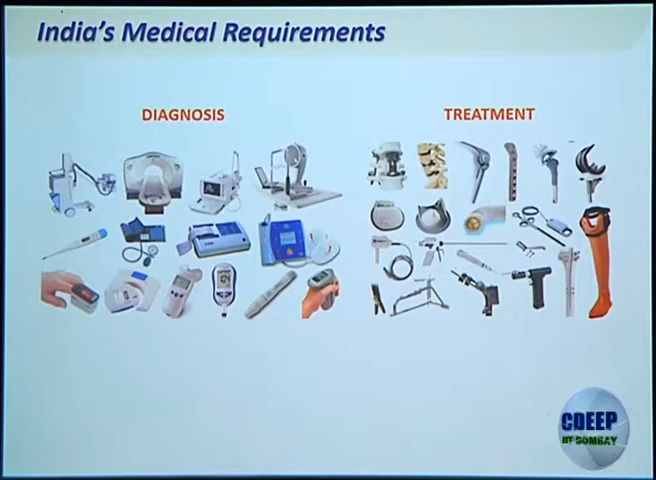 India's Medical Requirements
DIAGNOSIS
TREATMENT
CDEEP
IIT BOMBAY